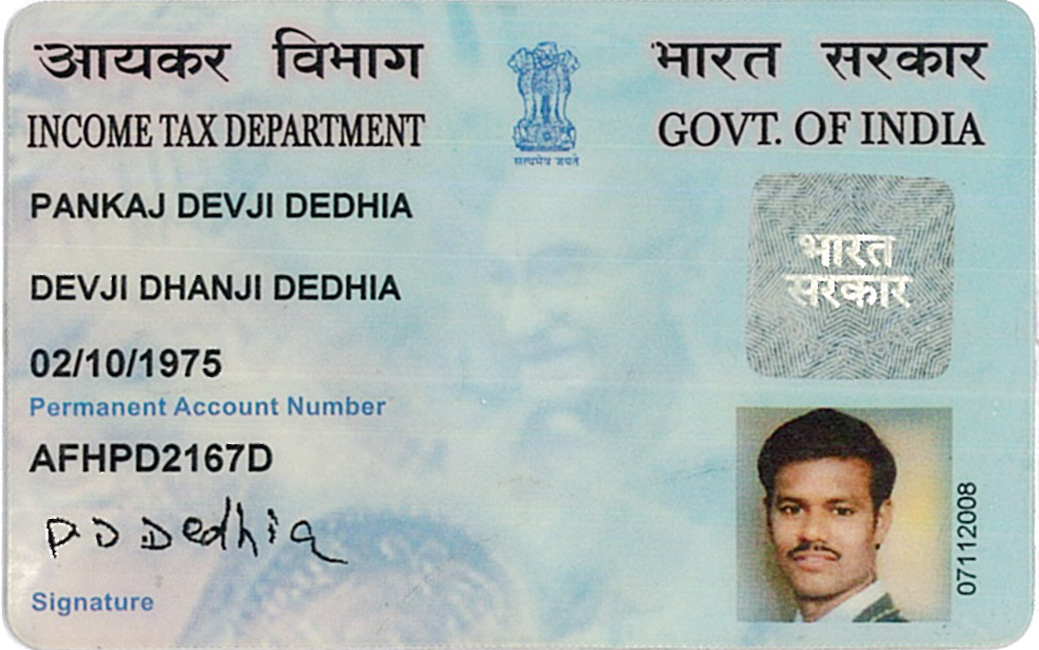 आयकर विभाग
INCOME TAX DEPARTMENT
सत्यमेव जयते
भारत सरकार
GOVT. OF INDIA
PANKAJ DEVJI DEDHIA
DEVJI DHANJI DEDHIA
02/10/1975
Permanent Account Number
AFHPD2167D
P D Dedhia
Signature
भारत
सरकार
07112008